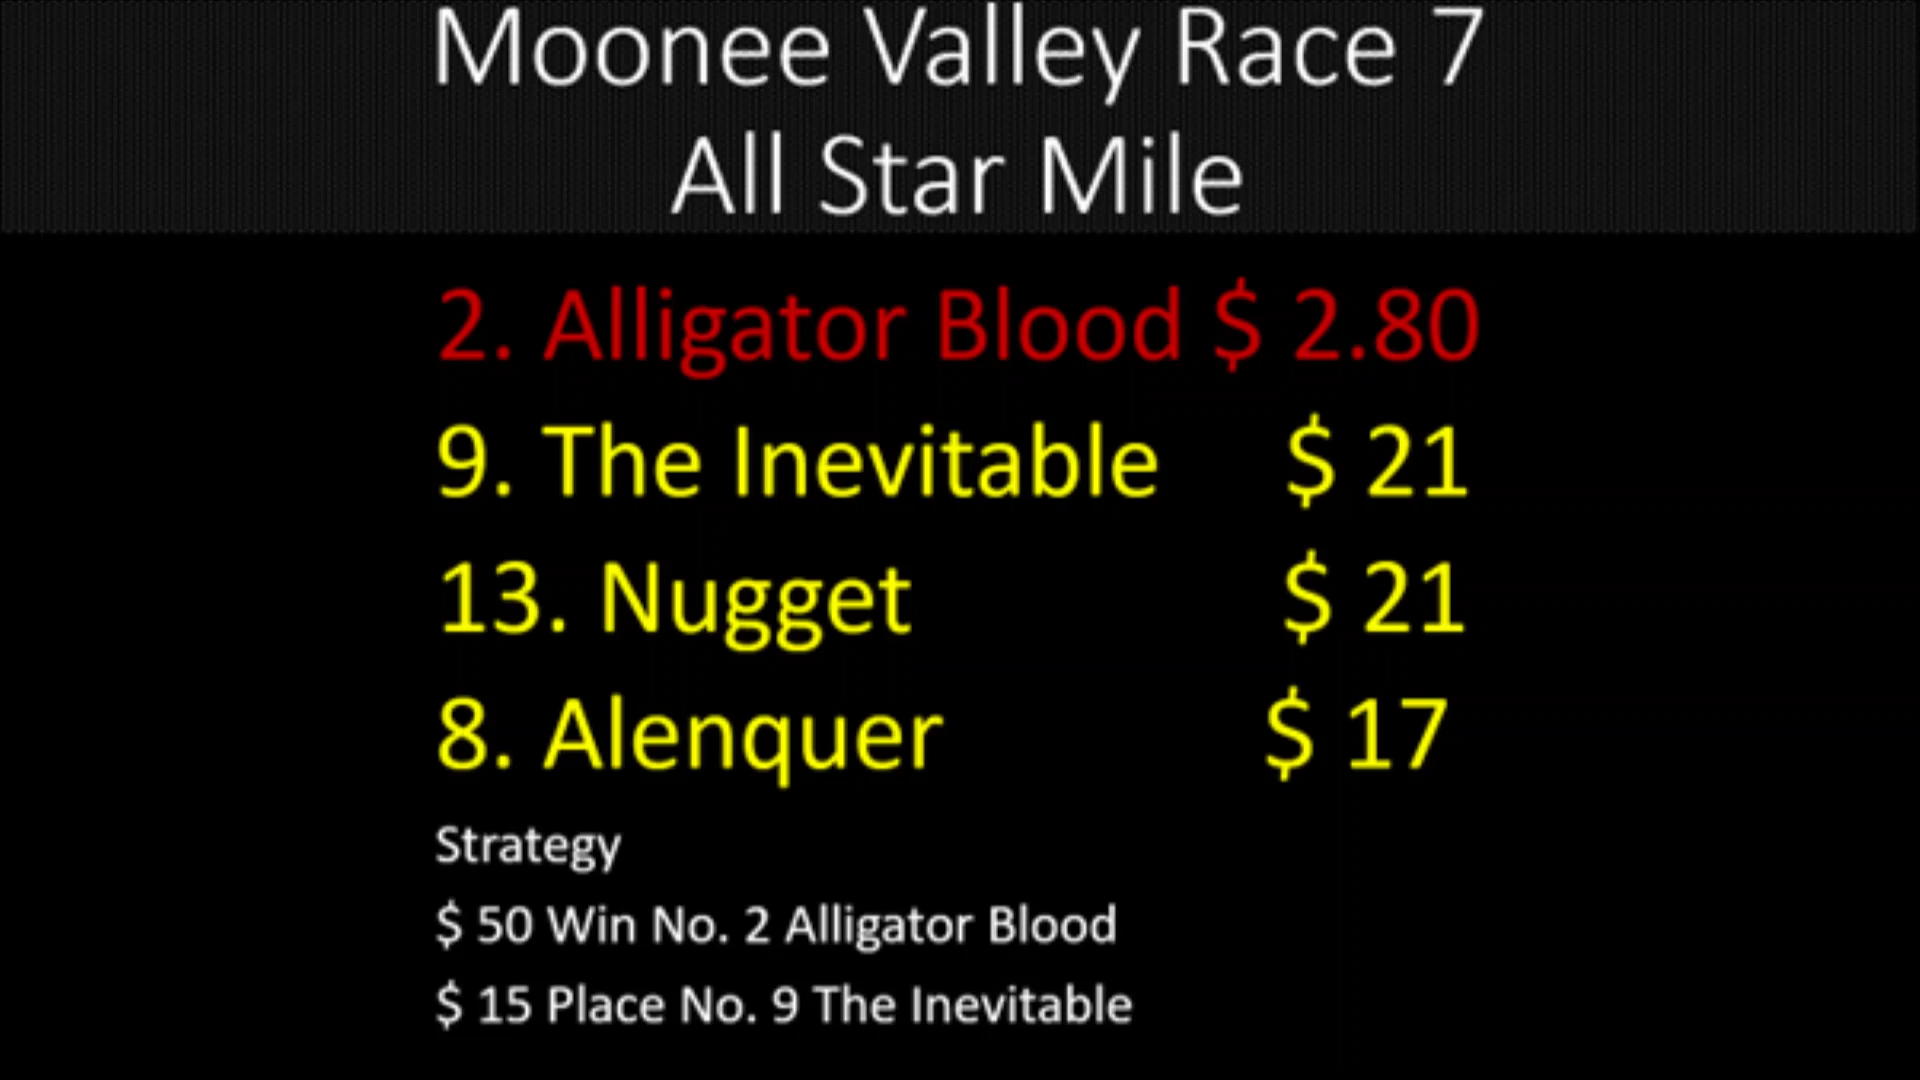 Moonee Valley Race 7
All Star Mile
2. Alligator Blood $ 2.80
9. The Inevitable $ 21
13. Nugget $ 21
8. Alenquer $ 17
Strategy
$ 50 Win No. 2 Alligator Blood
$ 15 Place No. 9 The Inevitable